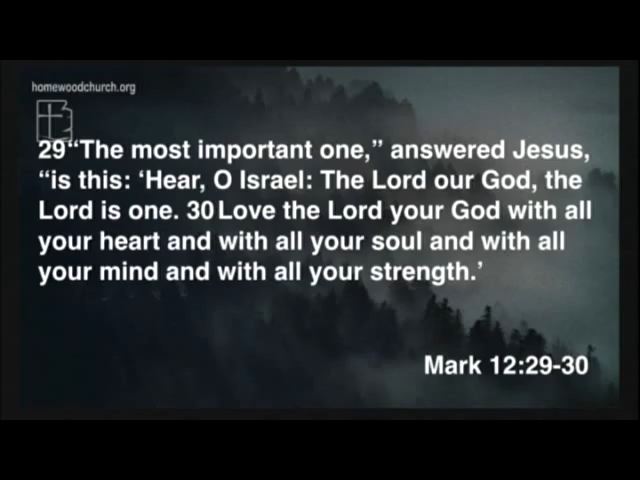 homewoodchurch.org
29“The most important one,” answered Jesus,
“is this: ‘Hear, O Israel: The Lord our God, the
Lord is one. 30 Love the Lord your God with all
your heart and with all your soul and with all
your mind and with all your strength.’
Mark 12:29-30